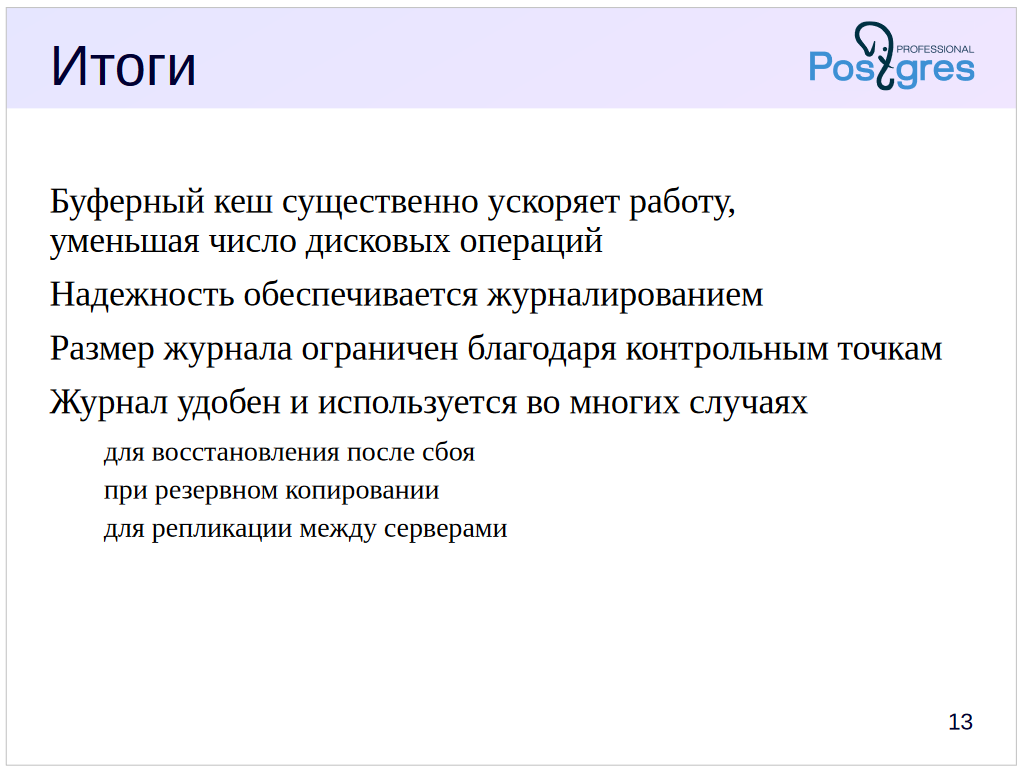 Итоги
PROFESSIONAL
Postgres
Буферный кеш существенно ускоряет работу,
уменьшая число дисковых операций
Надежность обеспечивается журналированием
Размер журнала ограничен благодаря контрольным точкам
Журнал удобен и используется во многих случаях
для восстановления после сбоя
при резервном копировании
для репликации между серверами
13